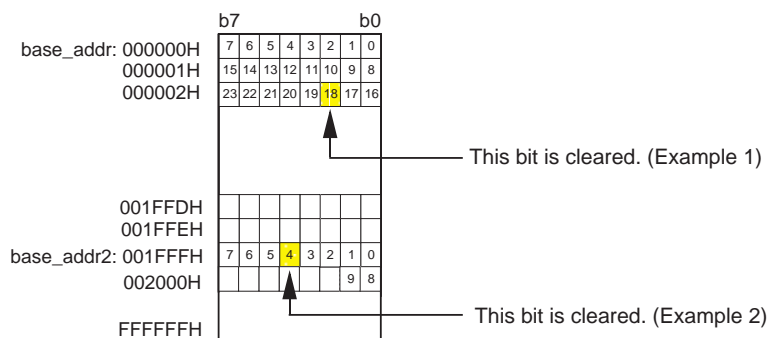 b7 b0
base_addr: 000000H 7 6 5 4 3 2 1 0
000001H 15 14 13 12 11 10 9 8
000002H 23 22 21 20 19 18 17 16
This bit is cleared. (Example 1)
001FFDH
001FFEH
base_addr2: 001FFFH 7 6 5 4 3 2 1 0
002000H 9 8
This bit is cleared. (Example 2)
FFFFFFH